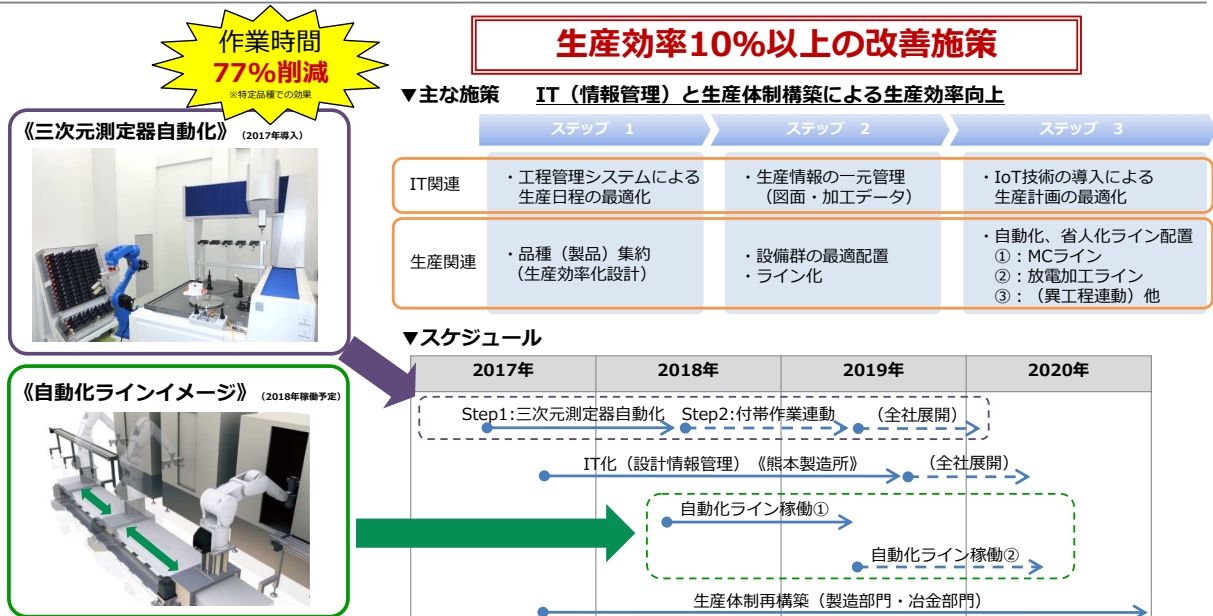 作業時間
77%削減
※特定品種での効果
生産効率10%以上の改善施策
▼主な施策 IT(情報管理)と生産体制構築による生産効率向上
《三次元測定器自動化》 (2017年導入)
ステップ 1
ステップ 2
ステップ 3
IT関連
・工程管理システムによる
生産日程の最適化
・生産情報の一元管理
(図面・加工データ)
・IoT技術の導入による
生産計画の最適化
生産関連
・品種(製品)集約
(生産効率化設計)
・設備群の最適配置
・ライン化
・自動化、省人化ライン配置
①:MCライン
②:放電加工ライン
③:(異工程連動)他
▼スケジュール
2017年
2018年
2019年
2020年
《自動化ラインイメージ》 (2018年稼働予定)
Step1:三次元測定器自動化
Step2:付帯作業連動
(全社展開)
IT化(設計情報管理)《熊本製造所》
(全社展開)
自動化ライン稼働①
自動化ライン稼働②
生産体制再構築(製造部門・冶金部門)